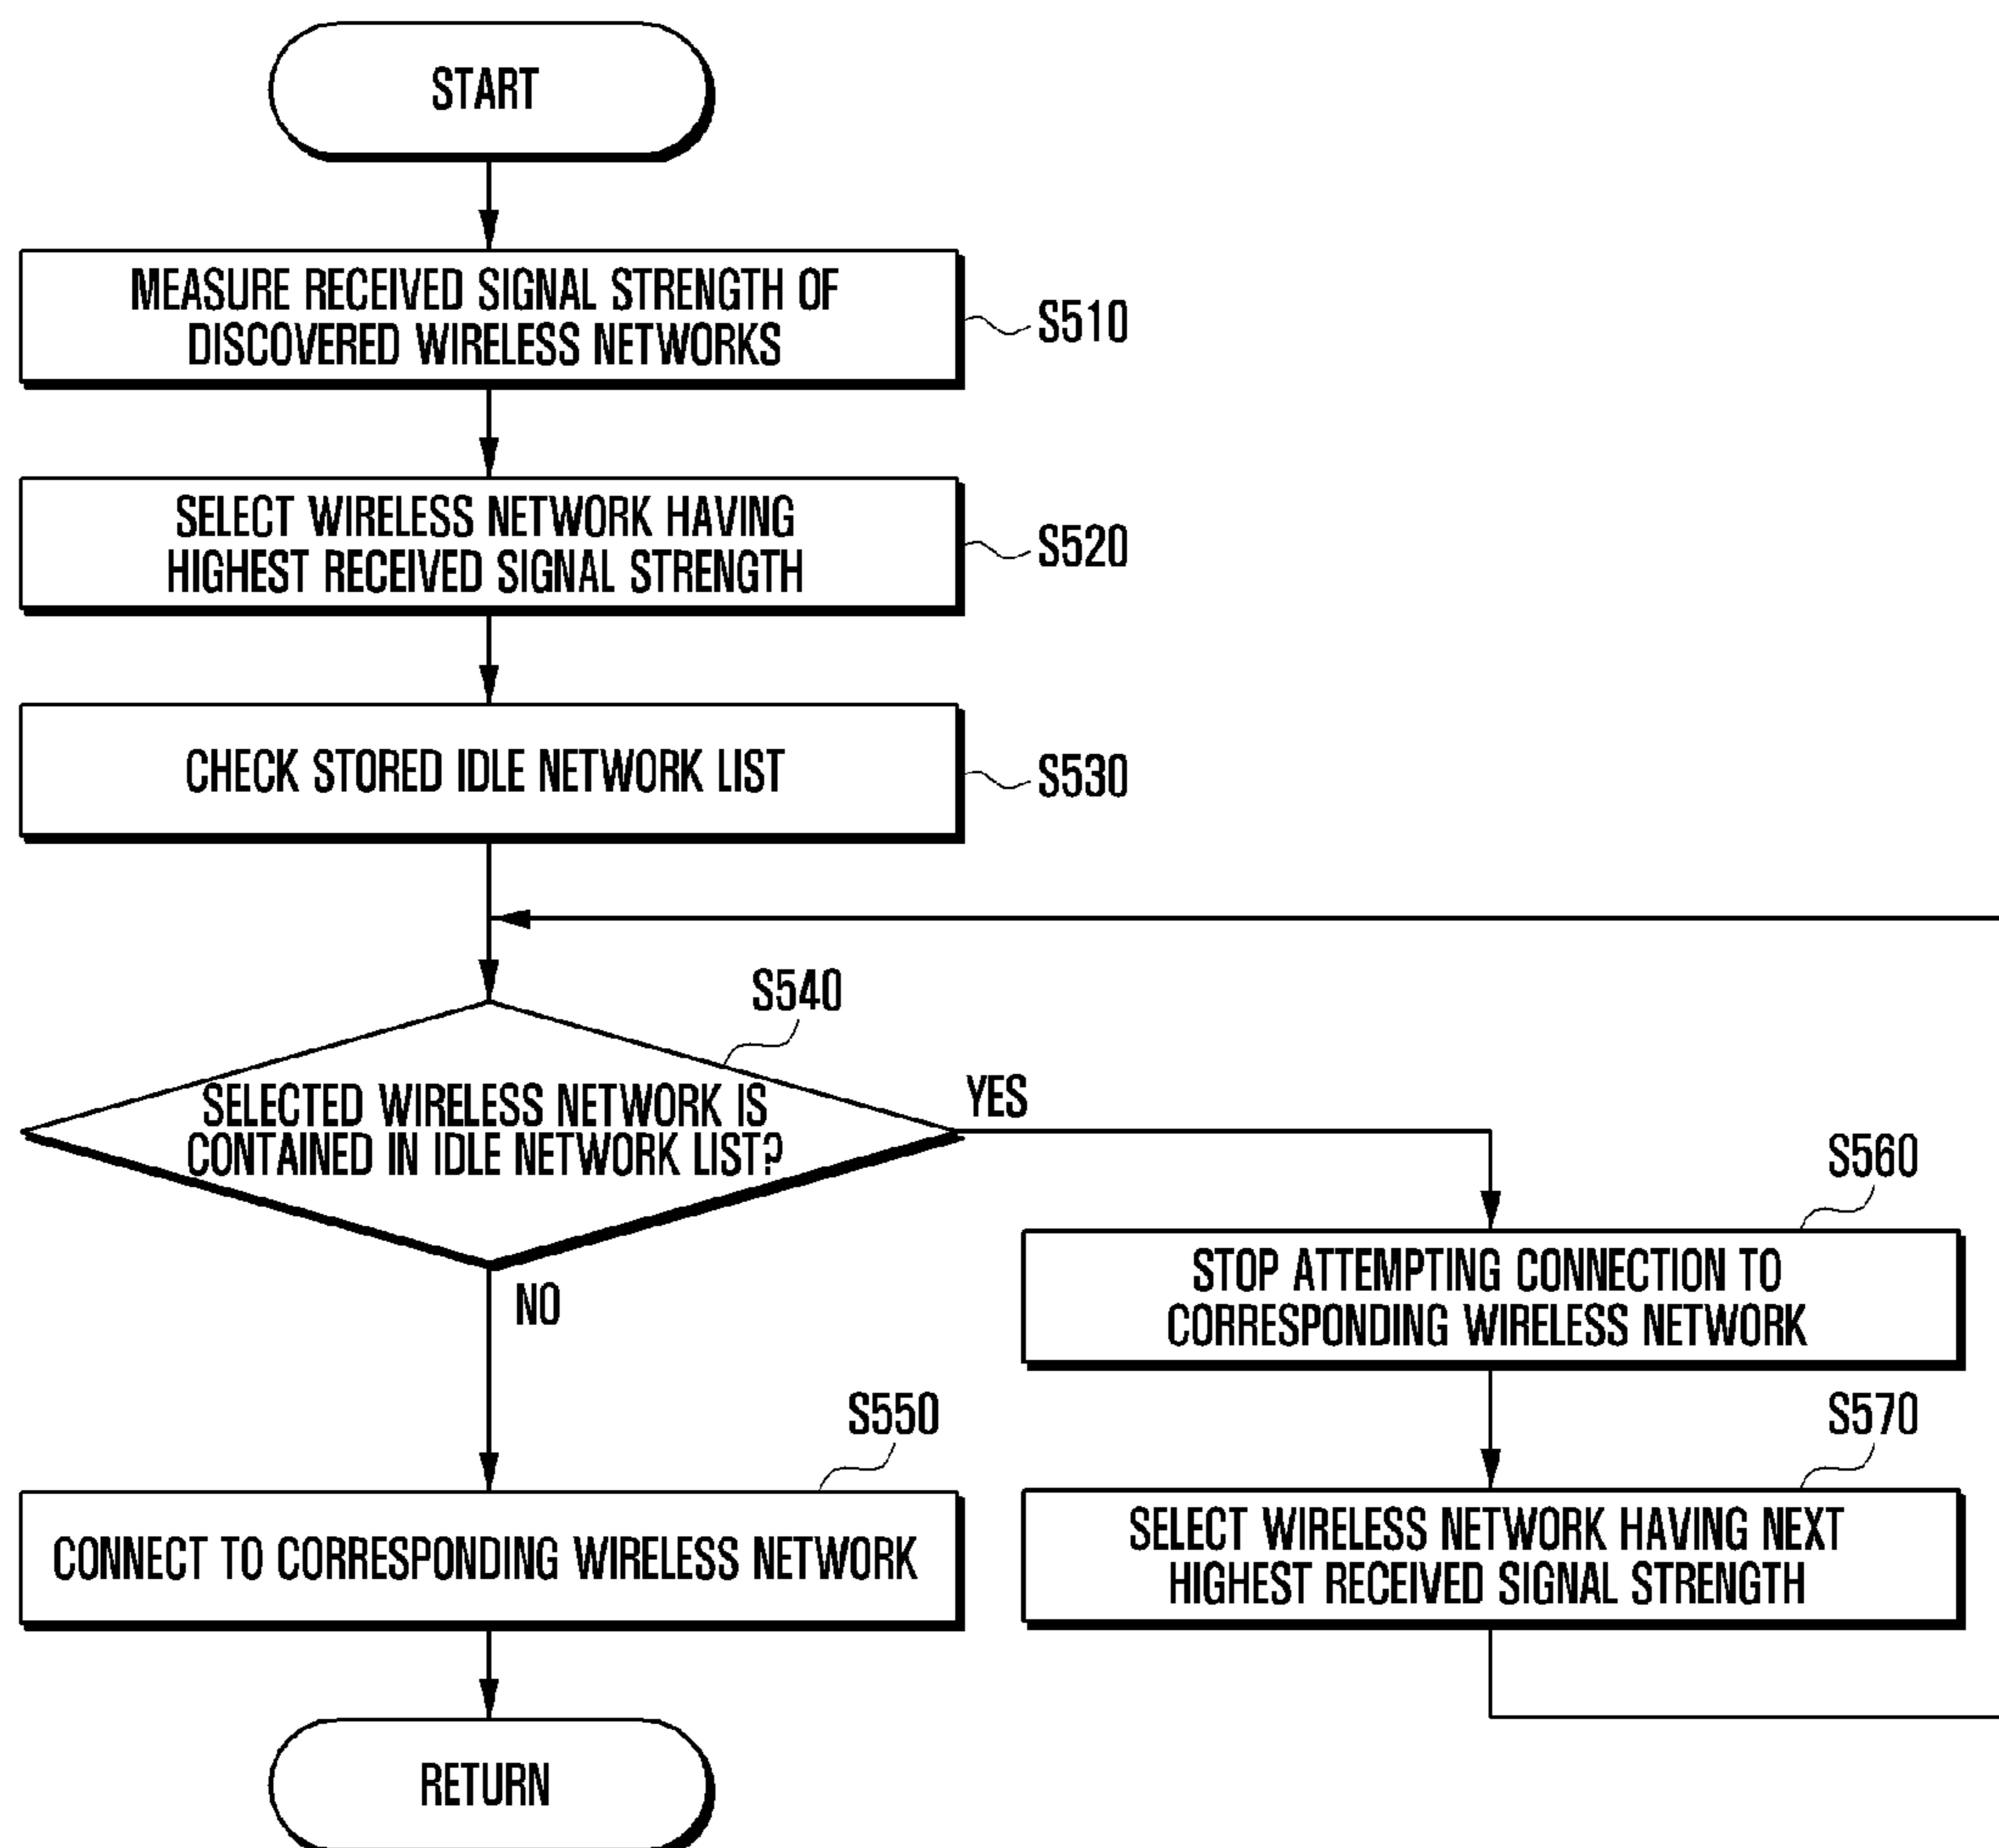 START
MEASURE RECEIVED SIGNAL STRENGTH OF
DISCOVERED WIRELESS NETWORKS
S510
SELECT WIRELESS NETWORK HAVING
HIGHEST RECEIVED SIGNAL STRENGTH
S520
CHECK STORED IDLE NETWORK LIST
S530
S540
SELECTED WIRELESS NETWORK IS
CONTAINED IN IDLE NETWORK LIST?
YES
NO
S560
STOP ATTEMPTING CONNECTION TO
CORRESPONDING WIRELESS NETWORK
S550
CONNECT TO CORRESPONDING WIRELESS NETWORK
S570
SELECT WIRELESS NETWORK HAVING NEXT
HIGHEST RECEIVED SIGNAL STRENGTH
RETURN